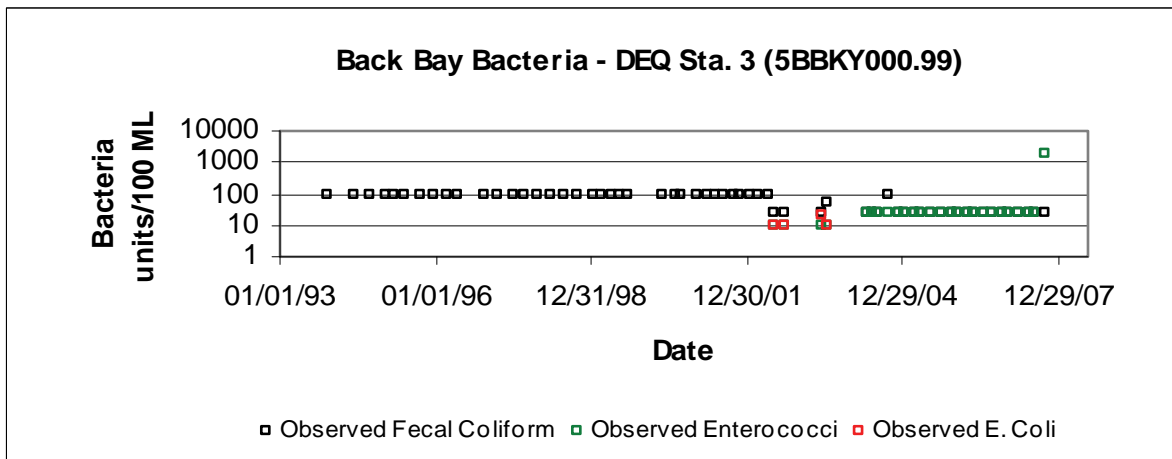 Back Bay Bacteria - DEQ Sta. 3 (5BBKY000.99)
Bacteria
units/100 ML
10000
1000
100
10
1
01/01/93 01/01/96 12/31/98 12/30/01 12/29/04 12/29/07
Date
Observed Fecal Coliform Observed Enterococci Observed E. Coli